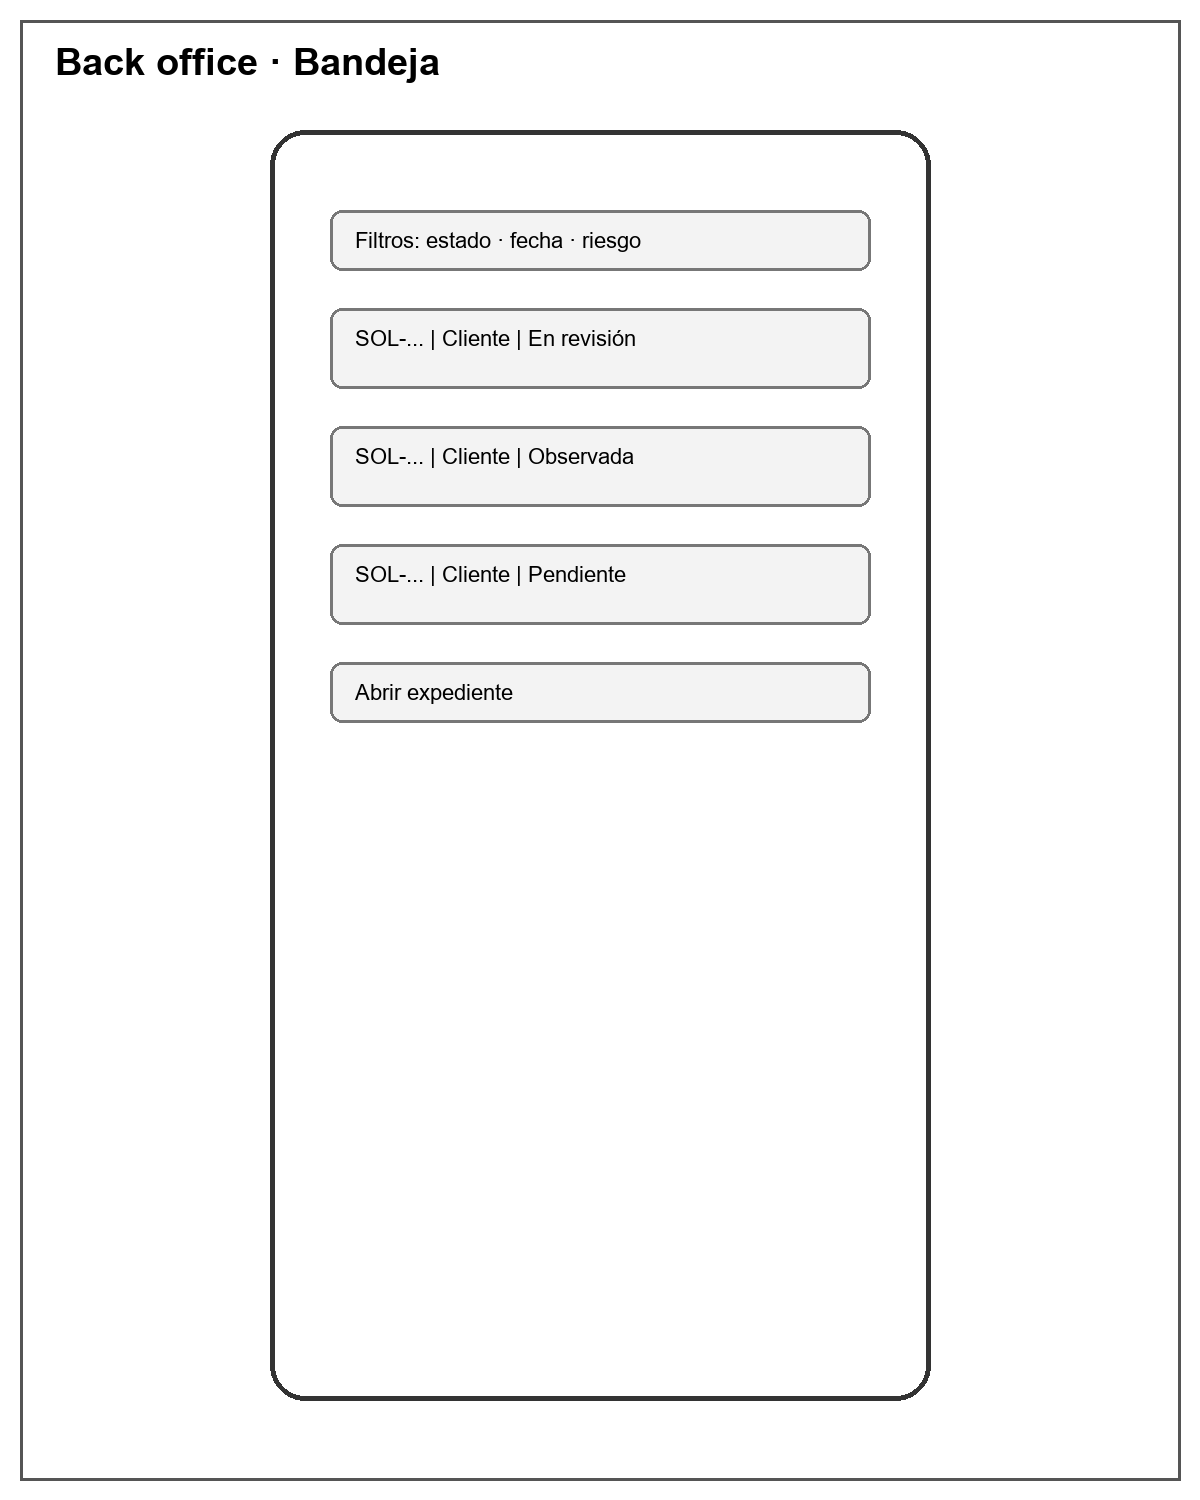 Back office · Bandeja
Filtros: estado · fecha · riesgo
SOL-... | Cliente | En revisión
SOL-... | Cliente | Observada
SOL-... | Cliente | Pendiente
Abrir expediente